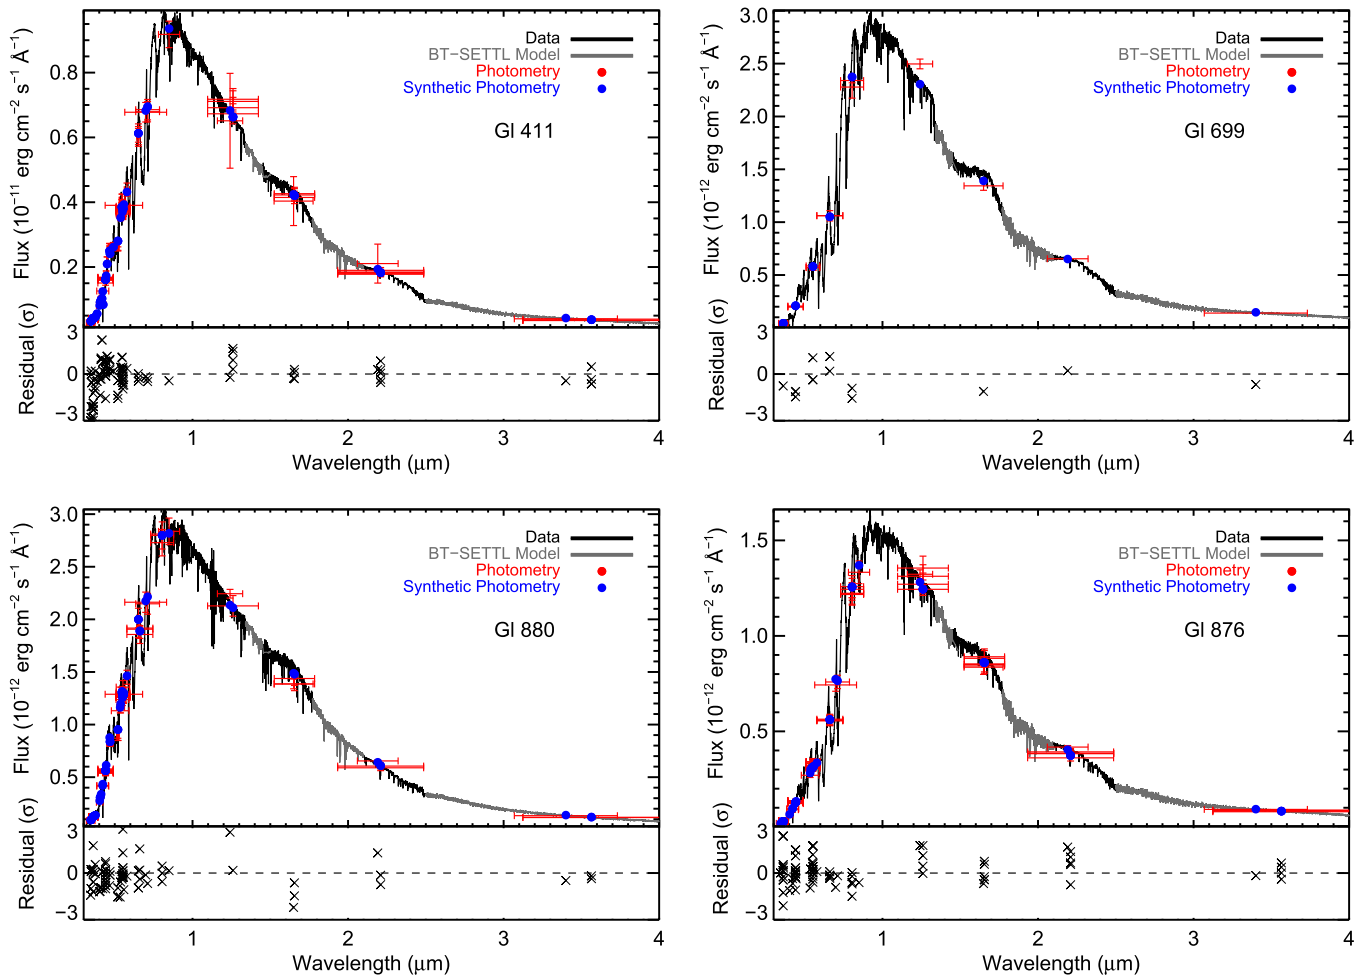 Flux (10⁻¹¹ erg cm⁻² s⁻¹ Å⁻¹)
0.8
0.6
0.4
0.2
Data
BT−SETTL Model
Photometry
Synthetic Photometry
Gl 411
Residual (σ)
3
0
−3
1 2 3 4
Wavelength (μm)
Flux (10⁻¹² erg cm⁻² s⁻¹ Å⁻¹)
3.0
2.5
2.0
1.5
1.0
0.5
Data
BT−SETTL Model
Photometry
Synthetic Photometry
Gl 699
Residual (σ)
3
0
−3
1 2 3 4
Wavelength (μm)
Flux (10⁻¹² erg cm⁻² s⁻¹ Å⁻¹)
3.0
2.5
2.0
1.5
1.0
0.5
Data
BT−SETTL Model
Photometry
Synthetic Photometry
Gl 880
Residual (σ)
3
0
−3
1 2 3 4
Wavelength (μm)
Flux (10⁻¹² erg cm⁻² s⁻¹ Å⁻¹)
1.5
1.0
0.5
Data
BT−SETTL Model
Photometry
Synthetic Photometry
Gl 876
Residual (σ)
3
0
−3
1 2 3 4
Wavelength (μm)